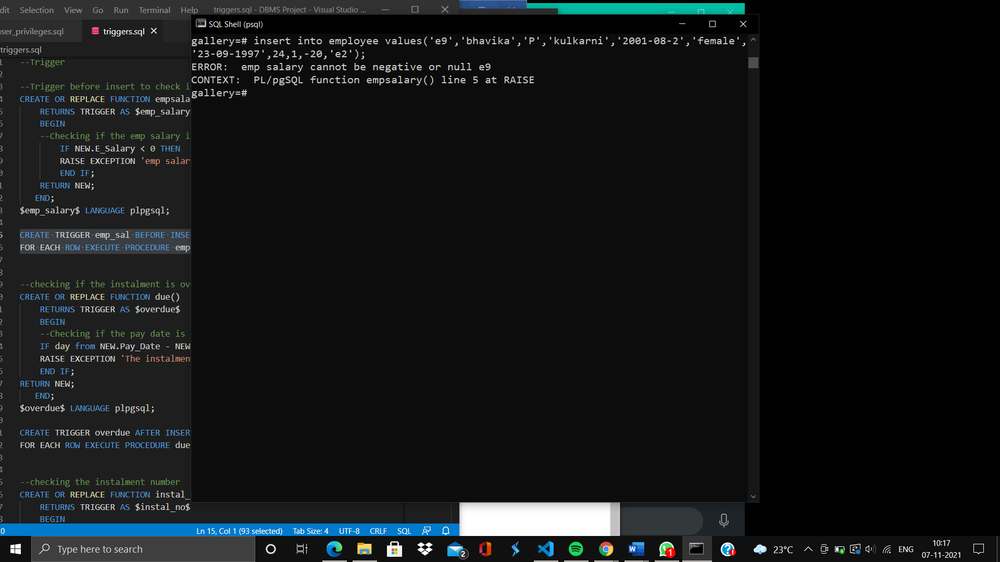 dit Selection View Go Run Terminal Help triggers.sql - DBMS Project - Visual Studio ...
ser_privileges.sql triggers.sql
triggers.sql
SQL Shell (psql)
gallery=# insert into employee values('e9','bhavika','P','kulkarni','2001-08-2','female',
'23-09-1997',24,1,-20,'e2');
ERROR:  emp salary cannot be negative or null e9
CONTEXT:  PL/pgSQL function empsalary() line 5 at RAISE
gallery=#
--Trigger
--Trigger before insert to check i
CREATE OR REPLACE FUNCTION empsala
RETURNS TRIGGER AS $emp_salary
BEGIN
--Checking if the emp salary i
IF NEW.E_Salary < 0 THEN
RAISE EXCEPTION 'emp salar
END IF;
RETURN NEW;
END;
$emp_salary$ LANGUAGE plpgsql;
CREATE TRIGGER emp_sal BEFORE INSE
FOR EACH ROW EXECUTE PROCEDURE emp
--checking if the instalment is ov
CREATE OR REPLACE FUNCTION due()
RETURNS TRIGGER AS $overdue$
BEGIN
--Checking if the pay date is
IF day from NEW.Pay_Date - NEW
RAISE EXCEPTION 'The instalmen
END IF;
RETURN NEW;
END;
$overdue$ LANGUAGE plpgsql;
CREATE TRIGGER overdue AFTER INSER
FOR EACH ROW EXECUTE PROCEDURE due
--checking the instalment number
CREATE OR REPLACE FUNCTION instal_
RETURNS TRIGGER AS $instal_no$
BEGIN
0 Ln 15, Col 1 (93 selected) Tab Size: 4 UTF-8 CRLF SQL
Type here to search 2 1 23°C ENG 10:17
07-11-2021